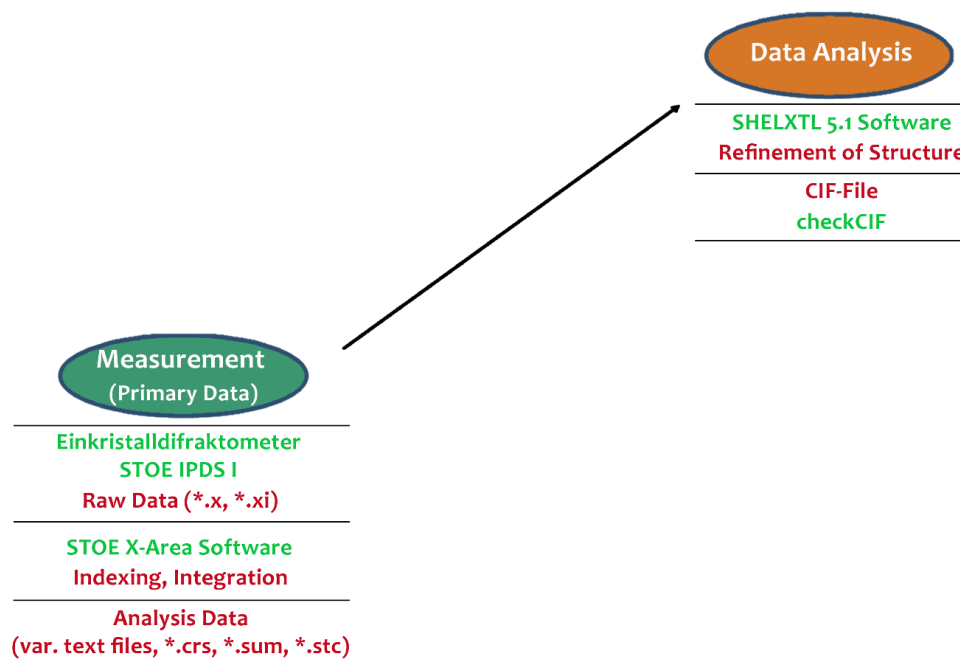 Data Analysis
SHELXTL 5.1 Software
Refinement of Structure
CIF-File
checkCIF
Measurement
(Primary Data)
Einkristalldifraktometer
STOE IPDS I
Raw Data (*.x, *.xi)
STOE X-Area Software
Indexing, Integration
Analysis Data
(var. text files, *.crs, *.sum, *.stc)